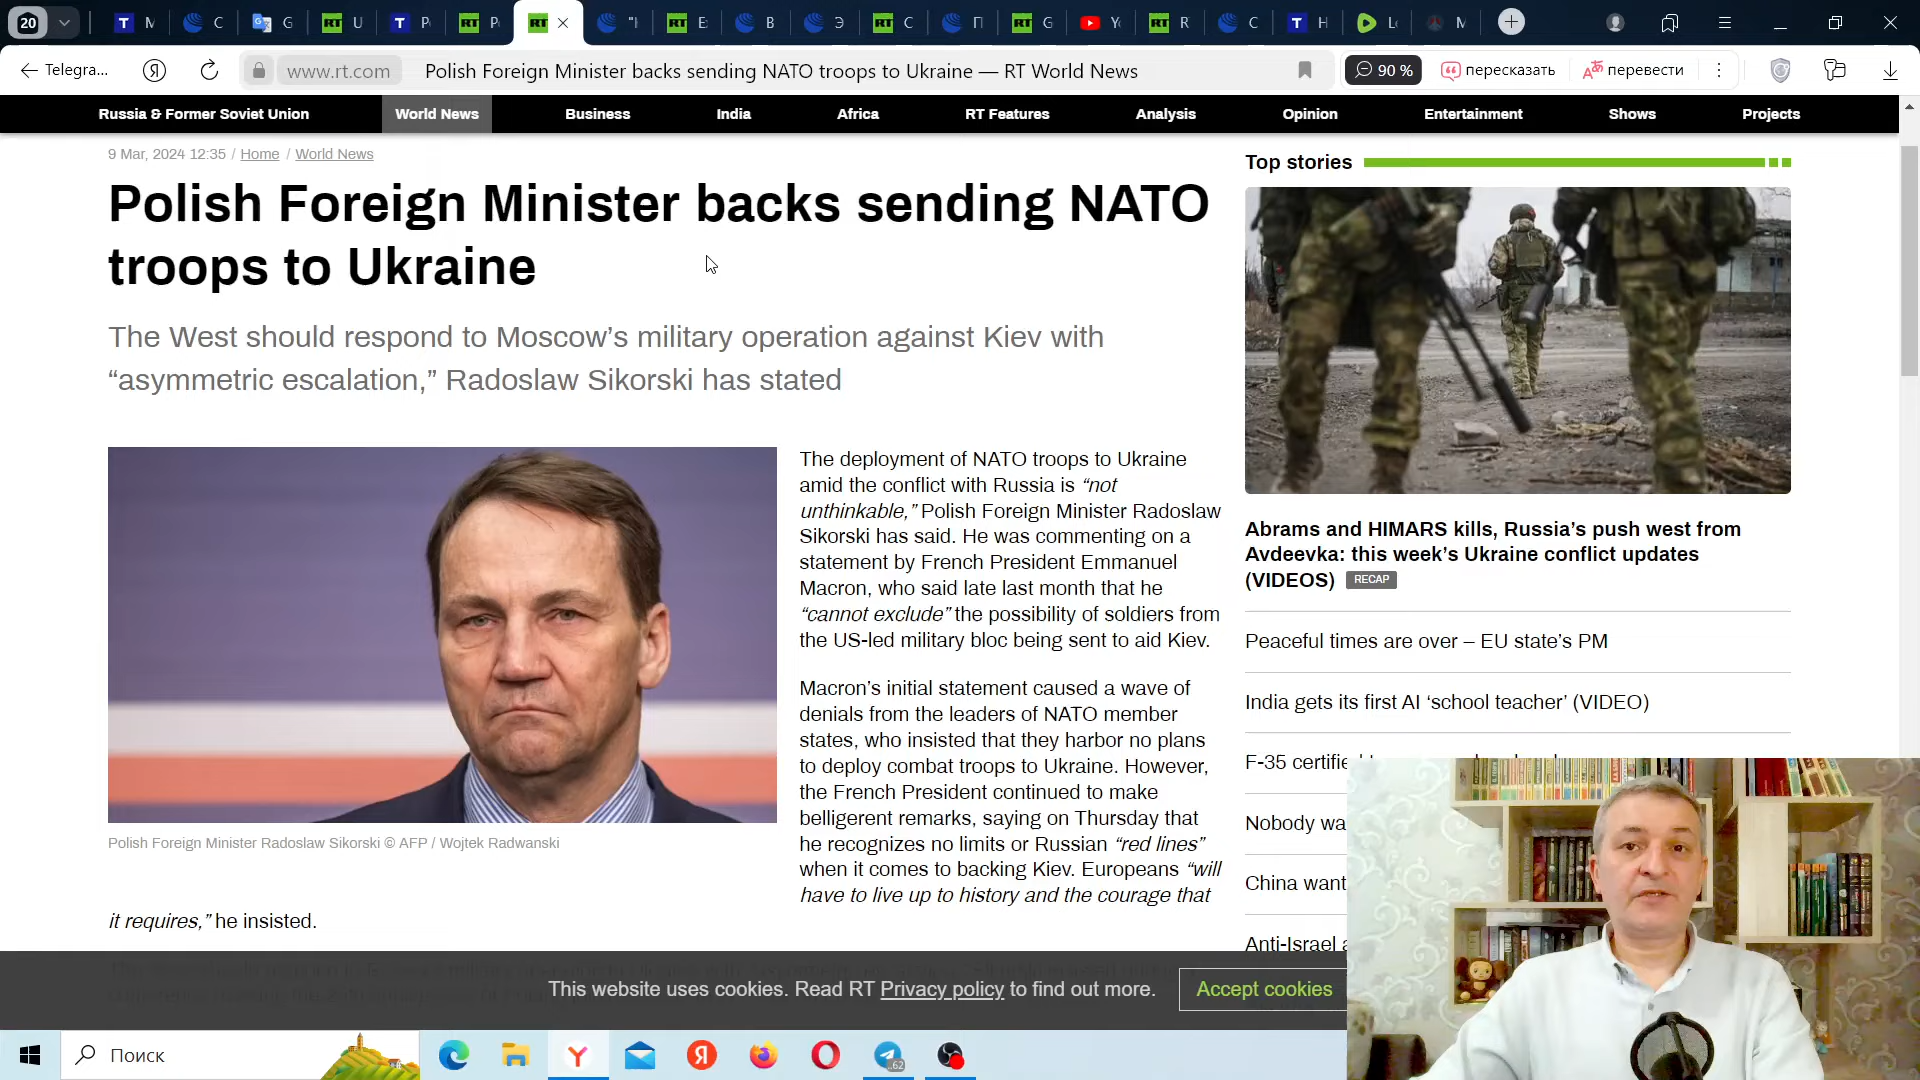 20
M
C
G
U
P
P
"I
E
B
Э
C
П
G
Y
R
C
H
L
M
Telegra...
www.rt.com
Polish Foreign Minister backs sending NATO troops to Ukraine — RT World News
90 %
пересказать
перевести
Russia & Former Soviet Union
World News
Business
India
Africa
RT Features
Analysis
Opinion
Entertainment
Shows
Projects
9 Mar, 2024 12:35 / Home / World News
Polish Foreign Minister backs sending NATO
troops to Ukraine
The West should respond to Moscow’s military operation against Kiev with
“asymmetric escalation,” Radoslaw Sikorski has stated
Polish Foreign Minister Radoslaw Sikorski © AFP / Wojtek Radwanski
The deployment of NATO troops to Ukraine
amid the conflict with Russia is “not
unthinkable,” Polish Foreign Minister Radoslaw
Sikorski has said. He was commenting on a
statement by French President Emmanuel
Macron, who said late last month that he
“cannot exclude” the possibility of soldiers from
the US-led military bloc being sent to aid Kiev.
Macron’s initial statement caused a wave of
denials from the leaders of NATO member
states, who insisted that they harbor no plans
to deploy combat troops to Ukraine. However,
the French President continued to make
belligerent remarks, saying on Thursday that
he recognizes no limits or Russian “red lines”
when it comes to backing Kiev. Europeans “will
have to live up to history and the courage that
it requires,” he insisted.
Top stories
Abrams and HIMARS kills, Russia’s push west from
Avdeevka: this week’s Ukraine conflict updates
(VIDEOS) RECAP
Peaceful times are over – EU state’s PM
India gets its first AI ‘school teacher’ (VIDEO)
F-35
Nobody
China want
Anti-Israel
This website uses cookies. Read RT Privacy policy to find out more.
Accept cookies
Поиск
62